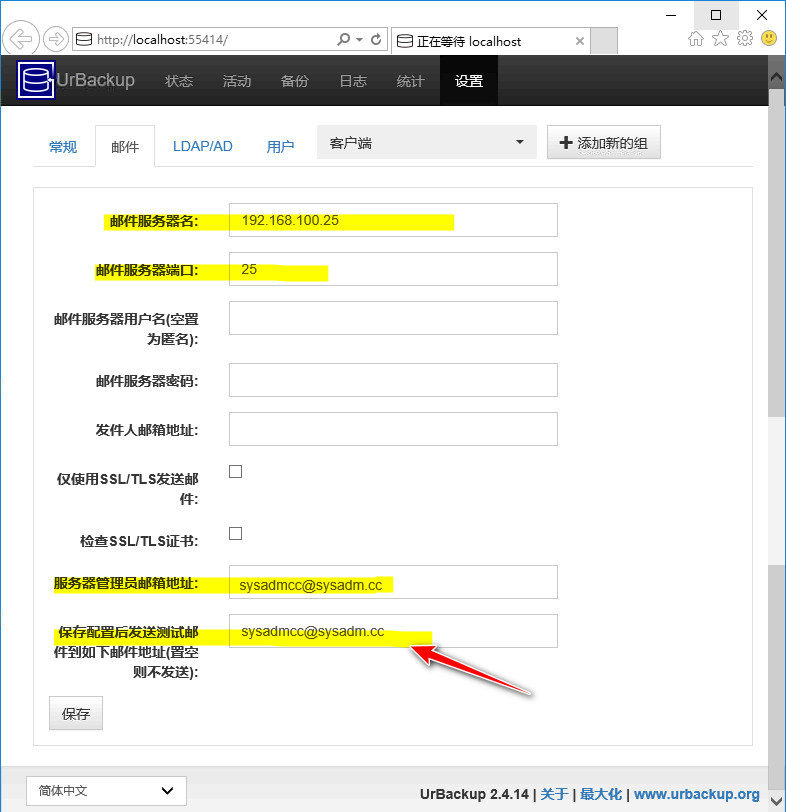 http://localhost:55414/
正在等待 localhost
UrBackup 状态 活动 备份 日志 统计 设置
常规 邮件 LDAP/AD 用户 客户端 添加新的组
邮件服务器名: 192.168.100.25
邮件服务器端口: 25
邮件服务器用户名(空置
为匿名):
邮件服务器密码:
发件人邮箱地址:
仅使用SSL/TLS发送邮
件:
检查SSL/TLS证书:
服务器管理员邮箱地址: sysadmcc@sysadm.cc
保存配置后发送测试邮 sysadmcc@sysadm.cc
件到如下邮件地址(置空
则不发送):
保存
简体中文
UrBackup 2.4.14 | 关于 | 最大化 | www.urbackup.org